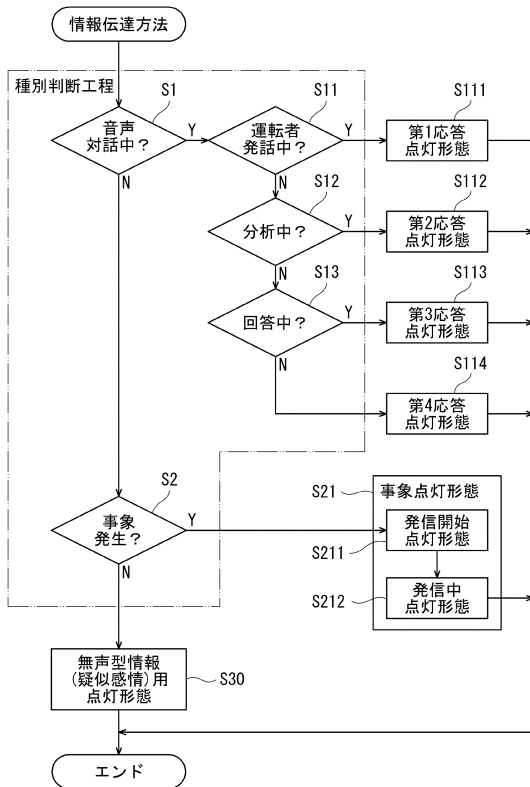 情報伝達方法
種別判断工程
S1
音声
対話中？
Y
N
S11
運転者
発話中？
Y
N
S111
第1応答
点灯形態
S12
分析中？
Y
N
S112
第2応答
点灯形態
S13
回答中？
Y
N
S113
第3応答
点灯形態
S114
第4応答
点灯形態
S2
事象
発生？
Y
N
S21
事象点灯形態
発信開始
点灯形態
S211
発信中
点灯形態
S212
無声型情報
(疑似感情)用
点灯形態
S30
エンド